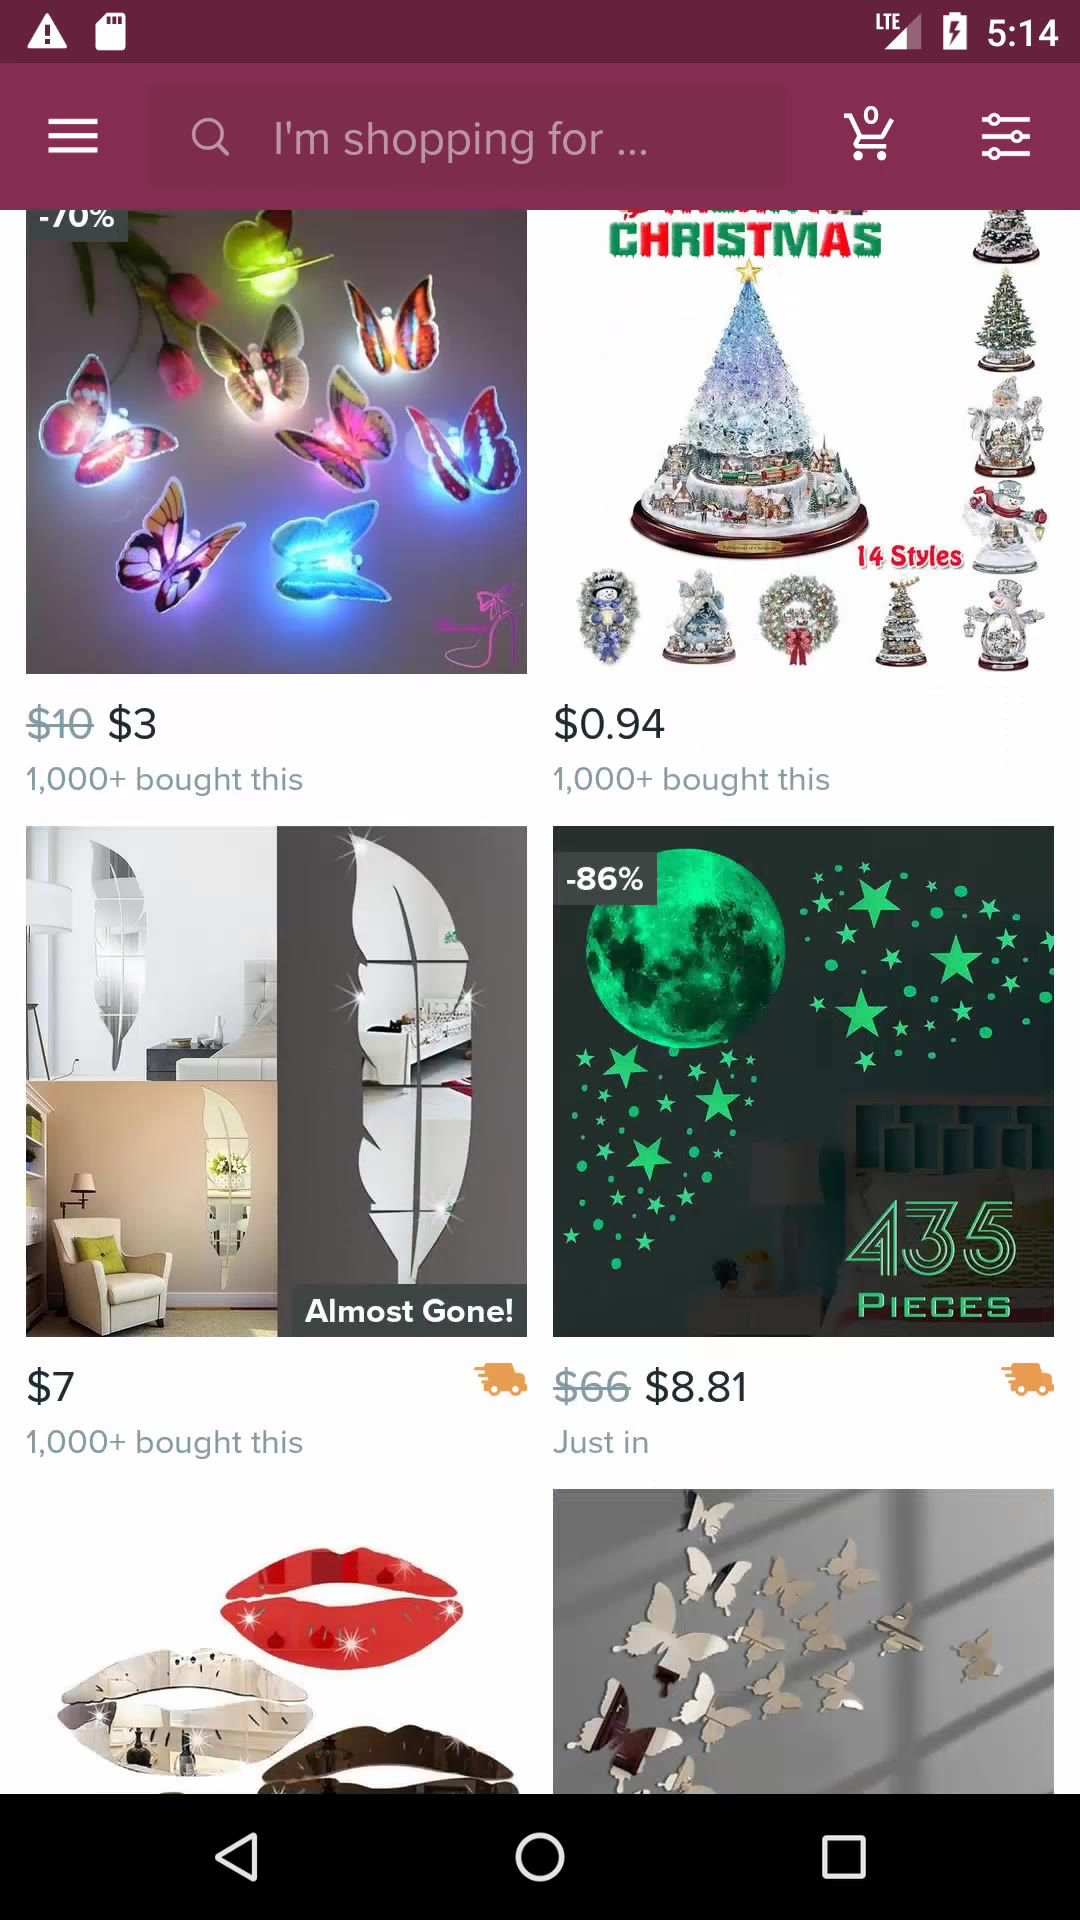 LTE
5:14
I'm shopping for ...
0
-70%
CHRISTMAS
14 Styles
$10 $3
$0.94
1,000+ bought this
1,000+ bought this
-86%
435
PIECES
Almost Gone!
$7
$66 $8.81
1,000+ bought this
Just in